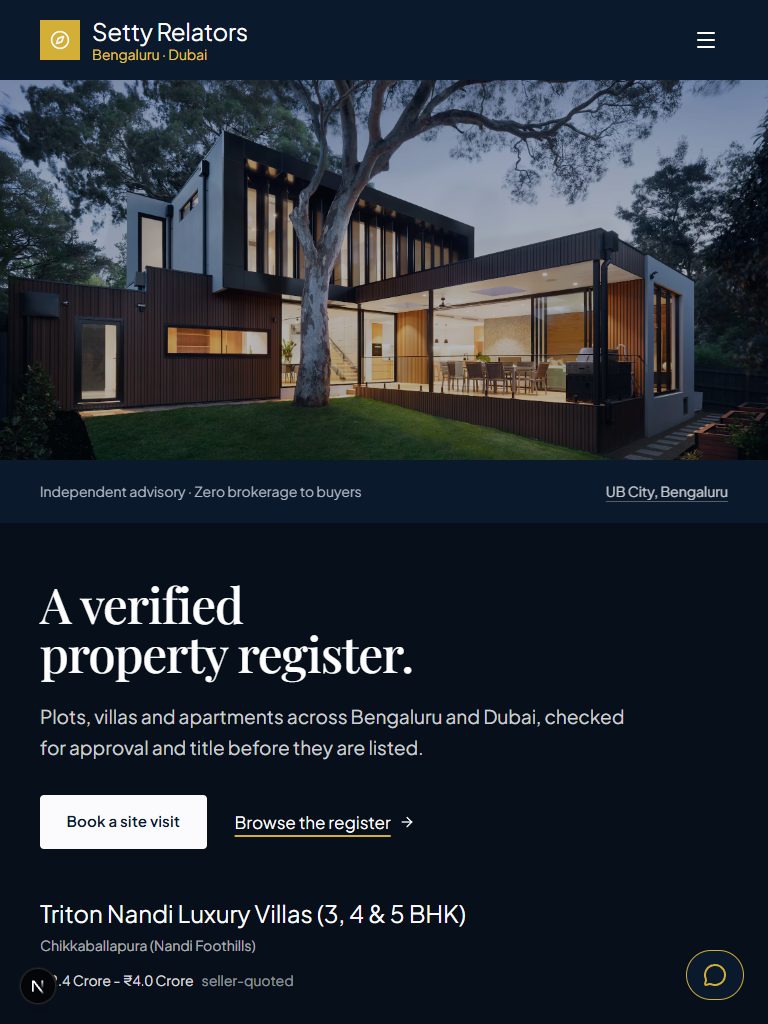 Setty Relators
Bengaluru · Dubai
Independent advisory · Zero brokerage to buyers
UB City, Bengaluru
A verified
property register.
Plots, villas and apartments across Bengaluru and Dubai, checked
for approval and title before they are listed.
Book a site visit
Browse the register →
Triton Nandi Luxury Villas (3, 4 & 5 BHK)
Chikkaballapura (Nandi Foothills)
.4 Crore - ₹4.0 Crore seller-quoted
N